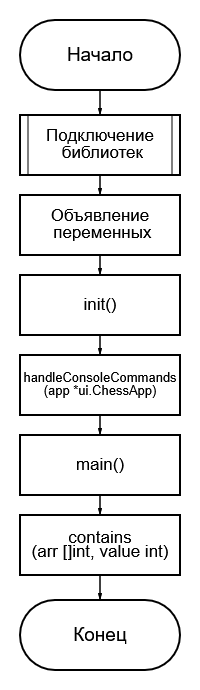 Начало
Подключение
библиотек
Объявление
переменных
init()
handleConsoleCommands
(app *ui.ChessApp)
main()
contains
(arr []int, value int)
Конец